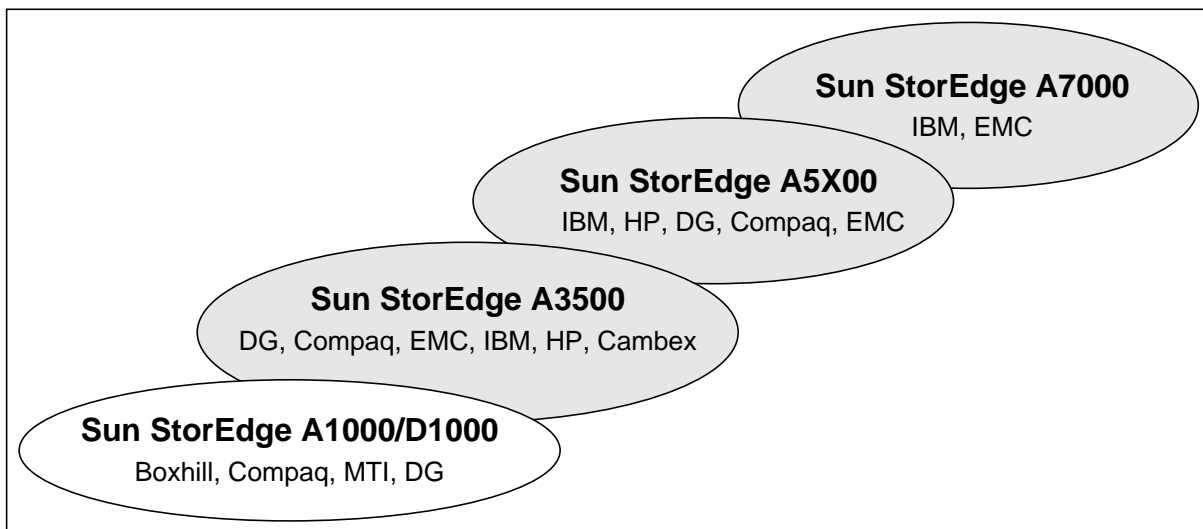 Sun StorEdge A7000
IBM, EMC
Sun StorEdge A5X00
IBM, HP, DG, Compaq, EMC
Sun StorEdge A3500
DG, Compaq, EMC, IBM, HP, Cambex
Sun StorEdge A1000/D1000
Boxhill, Compaq, MTI, DG